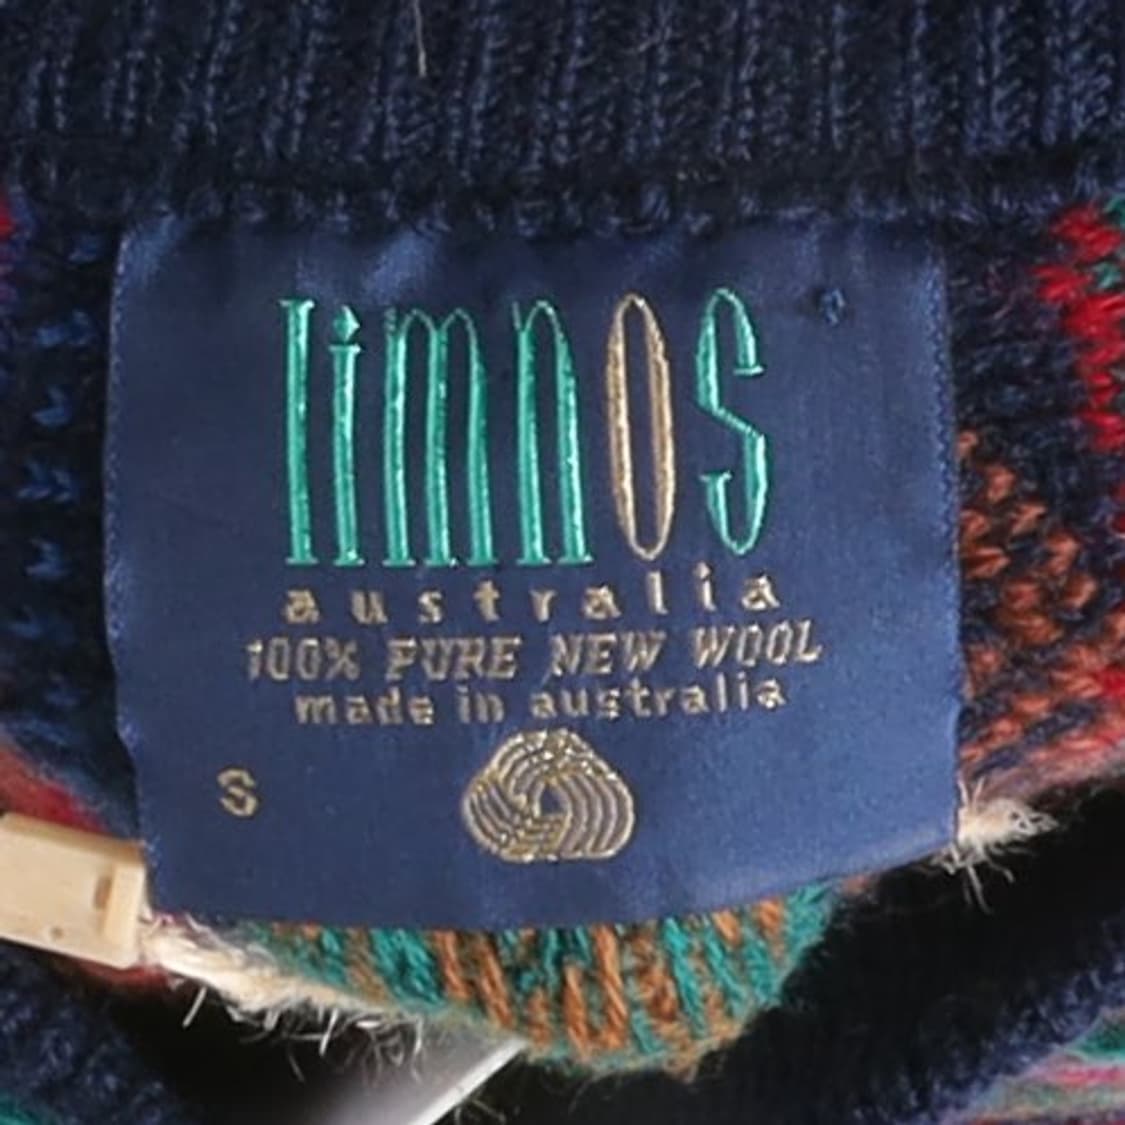 limnos
australia
100% PURE NEW WOOL
made in australia
S